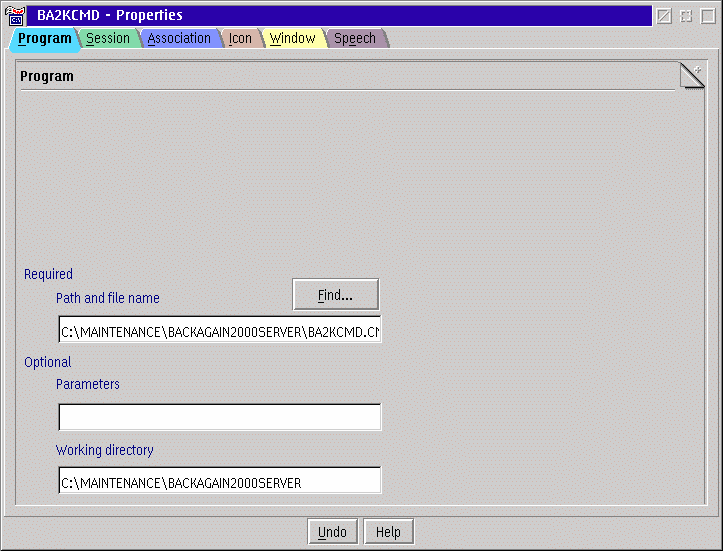 BA2KCMD - Properties
Program Session Association Icon Window Speech
Program
Required
Path and file name
Find...
C:\MAINTENANCE\BACKAGAIN2000SERVER\BA2KCMD.CM
Optional
Parameters
Working directory
C:\MAINTENANCE\BACKAGAIN2000SERVER
Undo Help